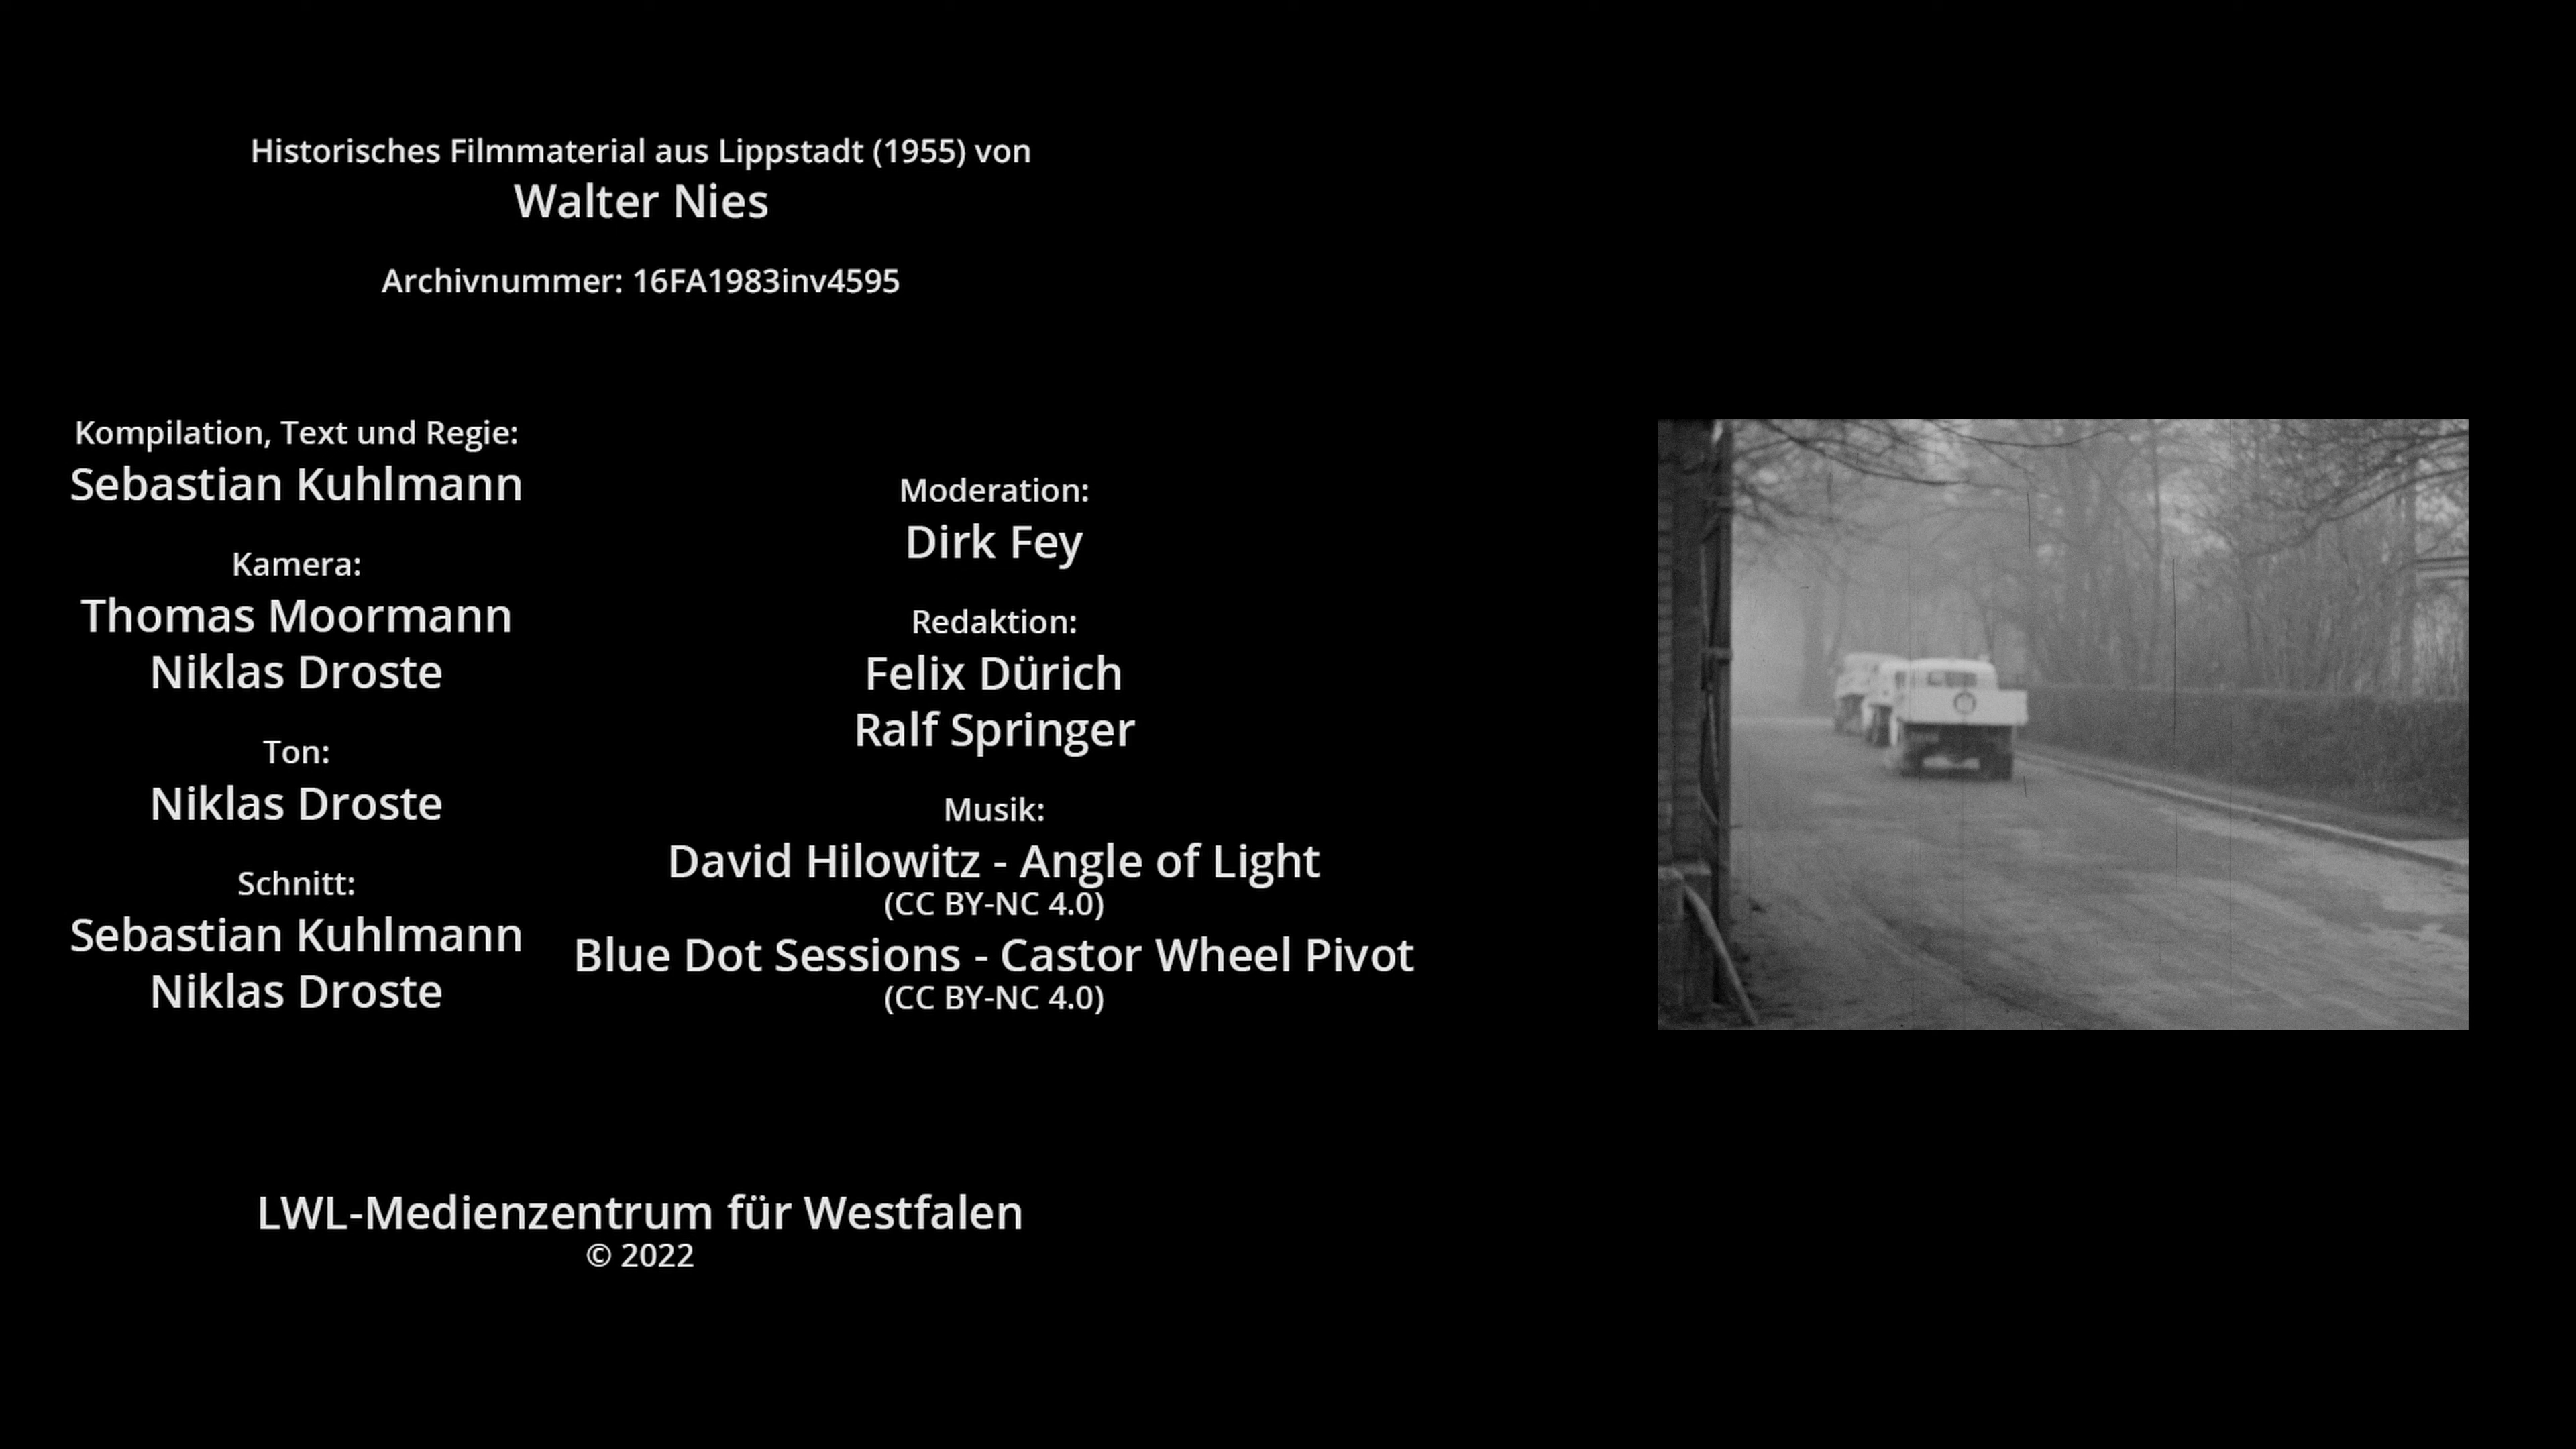 Historisches Filmmaterial aus Lippstadt (1955) von
Walter Nies
Archivnummer: 16FA1983inv4595
Kompilation, Text und Regie:
Sebastian Kuhlmann
Kamera:
Thomas Moormann
Niklas Droste
Ton:
Niklas Droste
Schnitt:
Sebastian Kuhlmann
Niklas Droste
Moderation:
Dirk Fey
Redaktion:
Felix Dürich
Ralf Springer
Musik:
David Hilowitz - Angle of Light
(CC BY-NC 4.0)
Blue Dot Sessions - Castor Wheel Pivot
(CC BY-NC 4.0)
LWL-Medienzentrum für Westfalen
© 2022